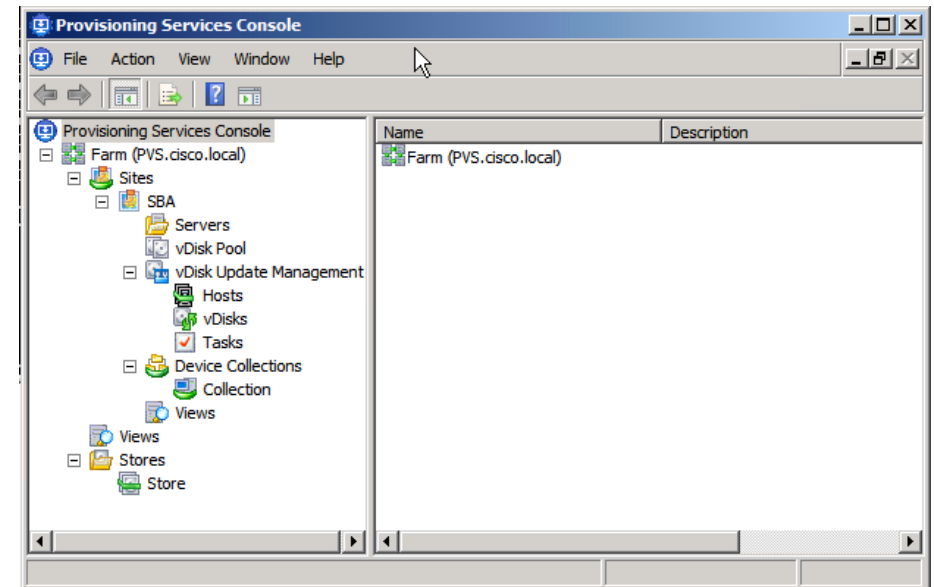 Provisioning Services Console
File Action View Window Help
Provisioning Services Console
Farm (PVS.cisco.local)
Sites
SBA
Servers
vDisk Pool
vDisk Update Management
Hosts
vDisks
Tasks
Device Collections
Collection
Views
Views
Stores
Store
Name Description
Farm (PVS.cisco.local)